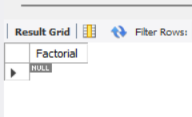 Result Grid Filter Rows:
Factorial
NULL